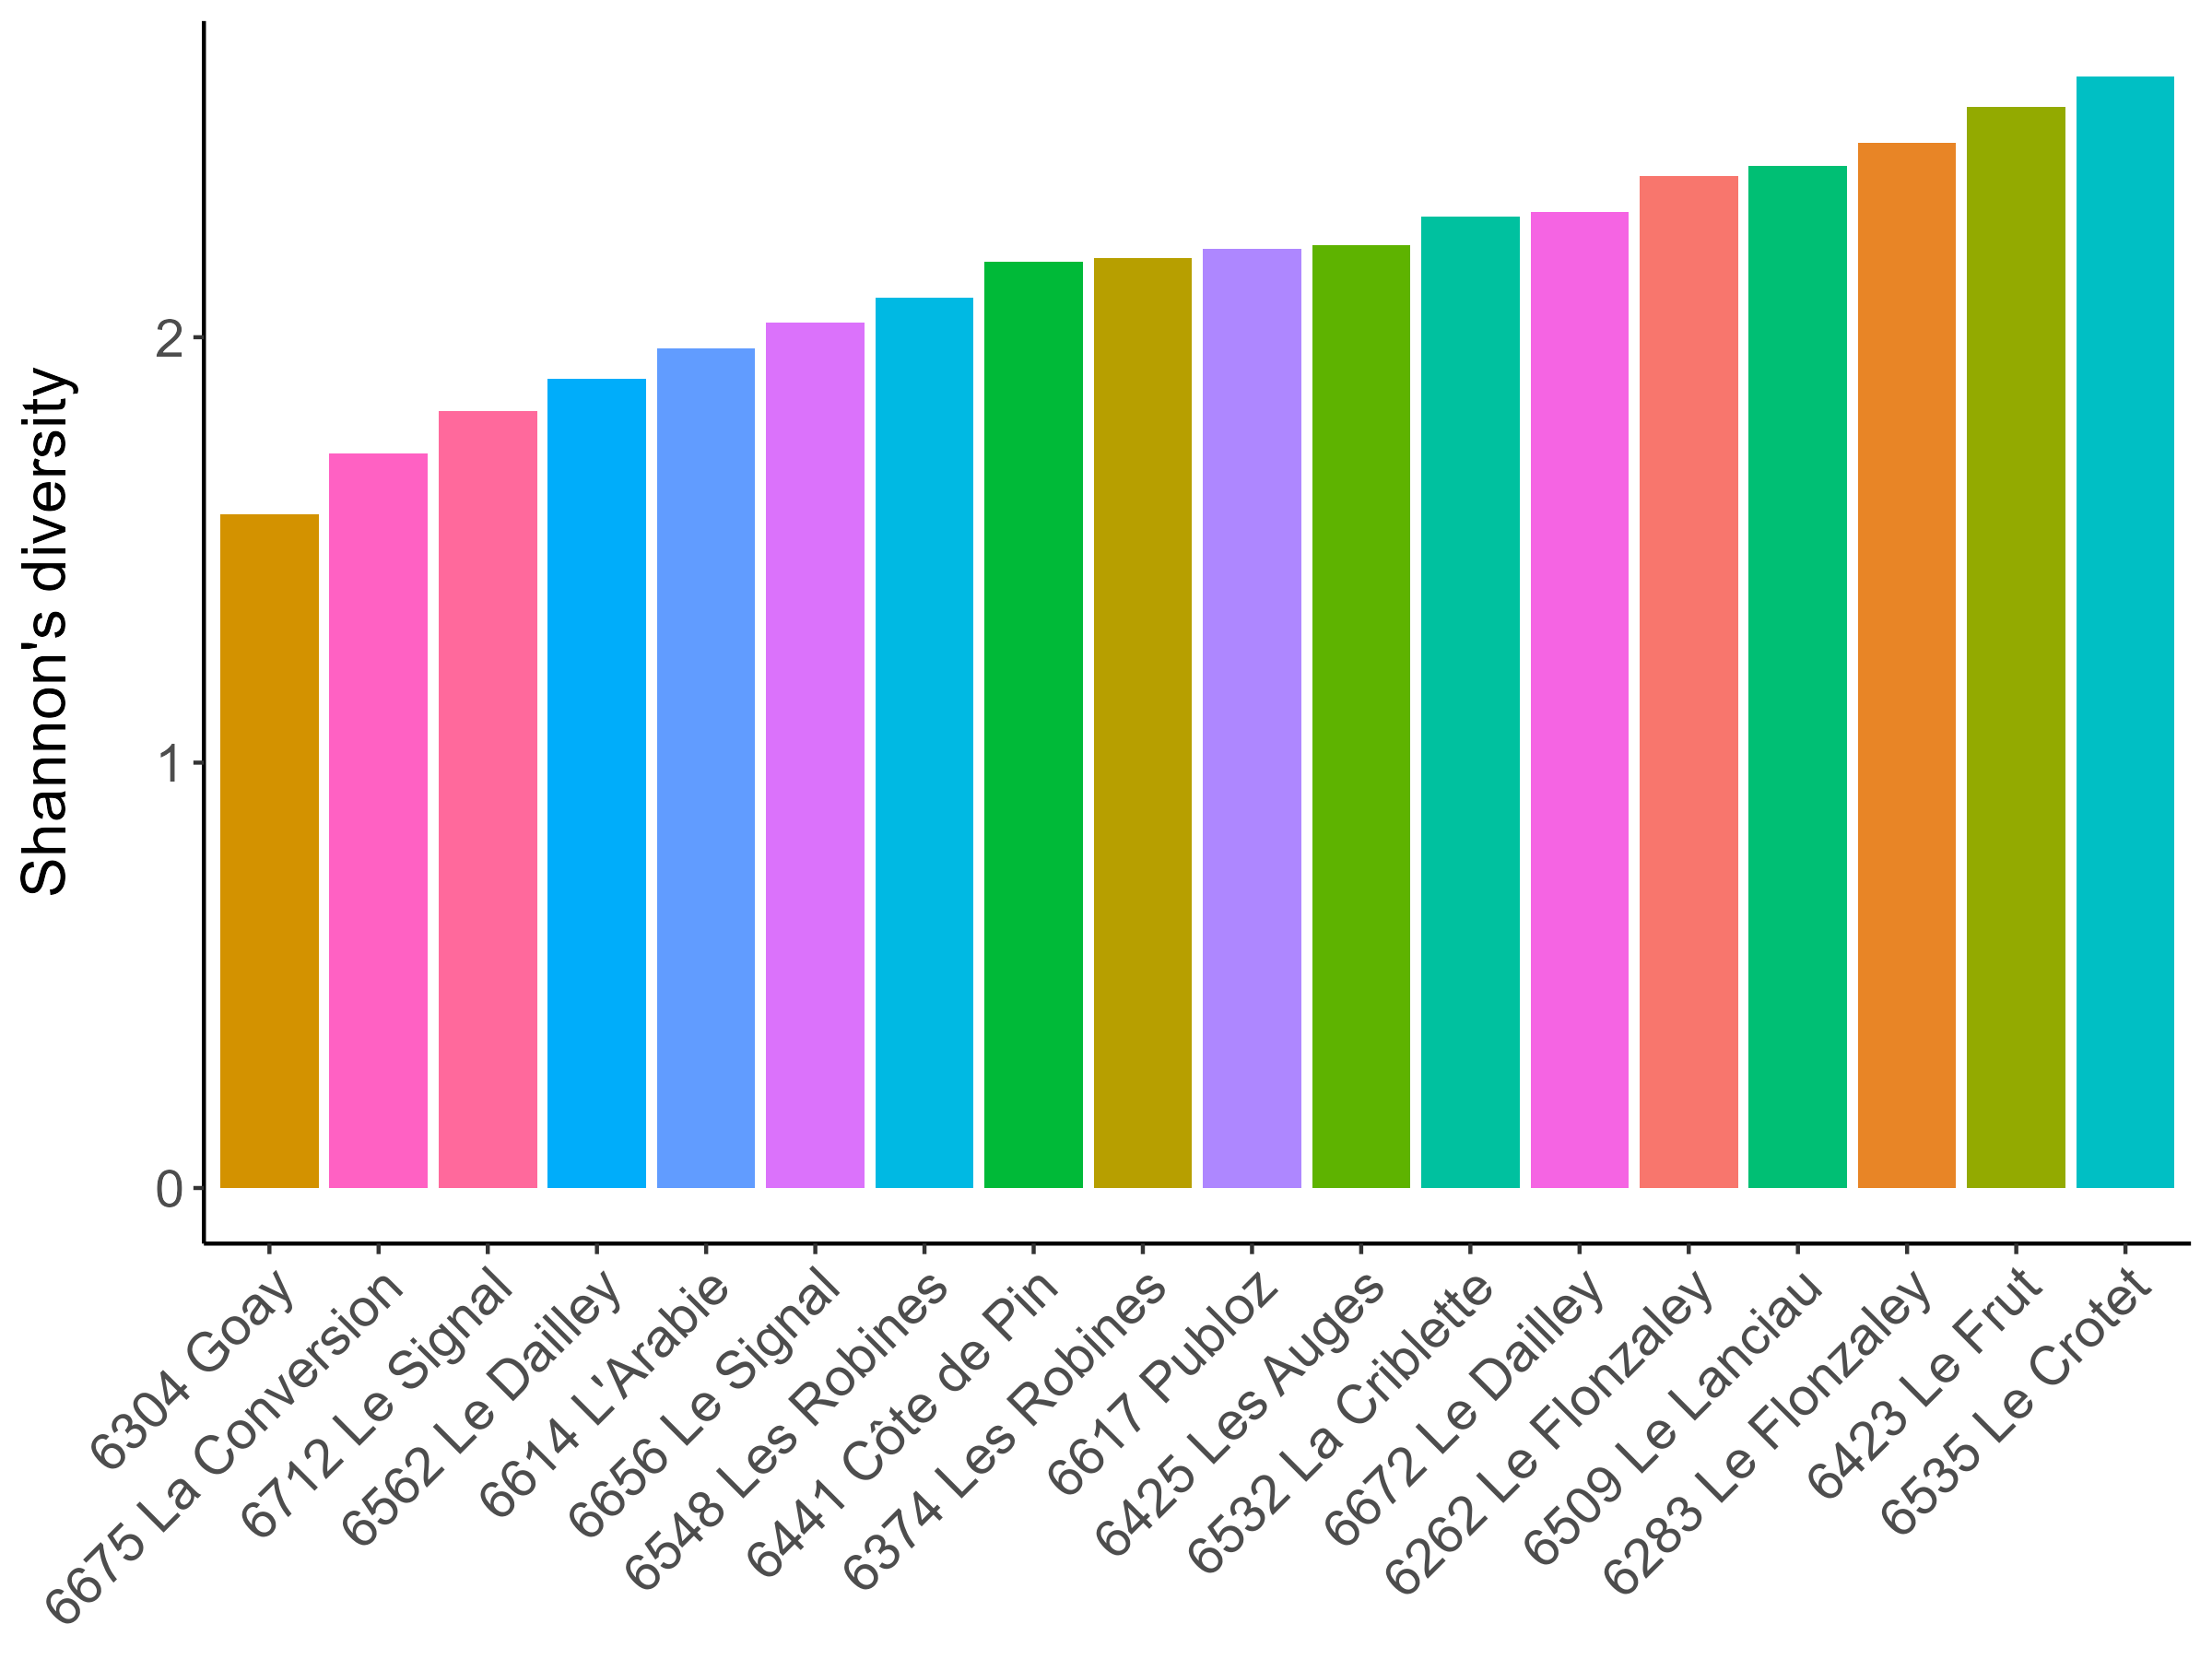 Shannon's diversity
2
1
0
6304 Goay
6675 La Conversion
6712 Le Signal
6562 Le Dailley
6614 L'Arabie
6656 Le Signal
6548 Les Robines
6441 Côte de Pin
6374 Les Robines
6617 Publoz
6425 Les Auges
6532 La Criblette
6672 Le Dailley
6262 Le Flonzaley
6509 Le Lanciau
6283 Le Flonzaley
6423 Le Frut
6535 Le Crotet